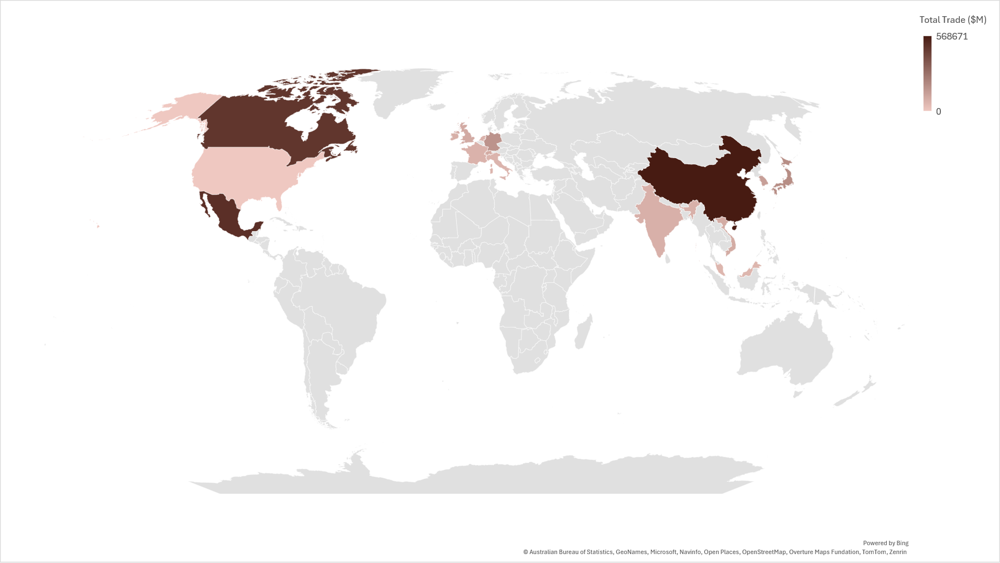 Total Trade ($M)
568671
0
Powered by Bing
© Australian Bureau of Statistics, GeoNames, Microsoft, Navinfo, Open Places, OpenStreetMap, Overture Maps Fundation, TomTom, Zenrin